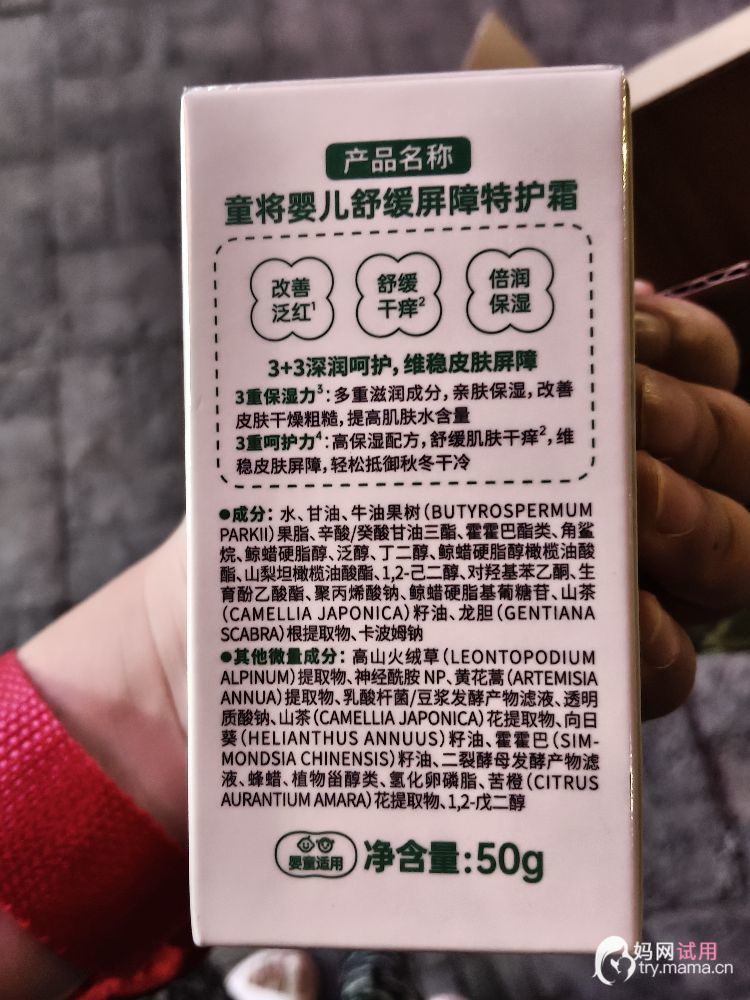 产品名称
童将婴儿舒缓屏障特护霜
改善
泛红¹
舒缓
干痒²
倍润
保湿
3+3深润呵护,维稳皮肤屏障
3重保湿力³:多重滋润成分,亲肤保湿,改善
皮肤干燥粗糙,提高肌肤水含量
3重呵护力⁴:高保湿配方,舒缓肌肤干痒²,维
稳皮肤屏障,轻松抵御秋冬干冷
●成分:水、甘油、牛油果树(BUTYROSPERMUM
PARKII)果脂、辛酸/癸酸甘油三酯、霍霍巴酯类、角鲨
烷、鲸蜡硬脂醇、泛醇、丁二醇、鲸蜡硬脂醇橄榄油酸
酯、山梨坦橄榄油酸酯、1,2-己二醇、对羟基苯乙酮、生
育酚乙酸酯、聚丙烯酸钠、鲸蜡硬脂基葡糖苷、山茶
(CAMELLIA JAPONICA)籽油、龙胆(GENTIANA
SCABRA)根提取物、卡波姆钠
●其他微量成分:高山火绒草(LEONTOPODIUM
ALPINUM)提取物、神经酰胺 NP、黄花蒿(ARTEMISIA
ANNUA)提取物、乳酸杆菌/豆浆发酵产物滤液、透明
质酸钠、山茶(CAMELLIA JAPONICA)花提取物、向日
葵(HELIANTHUS ANNUUS)籽油、霍霍巴(SIM-
MONDSIA CHINENSIS)籽油、二裂酵母发酵产物滤
液、蜂蜡、植物甾醇类、氢化卵磷脂、苦橙(CITRUS
AURANTIUM AMARA)花提取物、1,2-戊二醇
婴童适用
净含量:50g
妈网试用
try.mama.cn